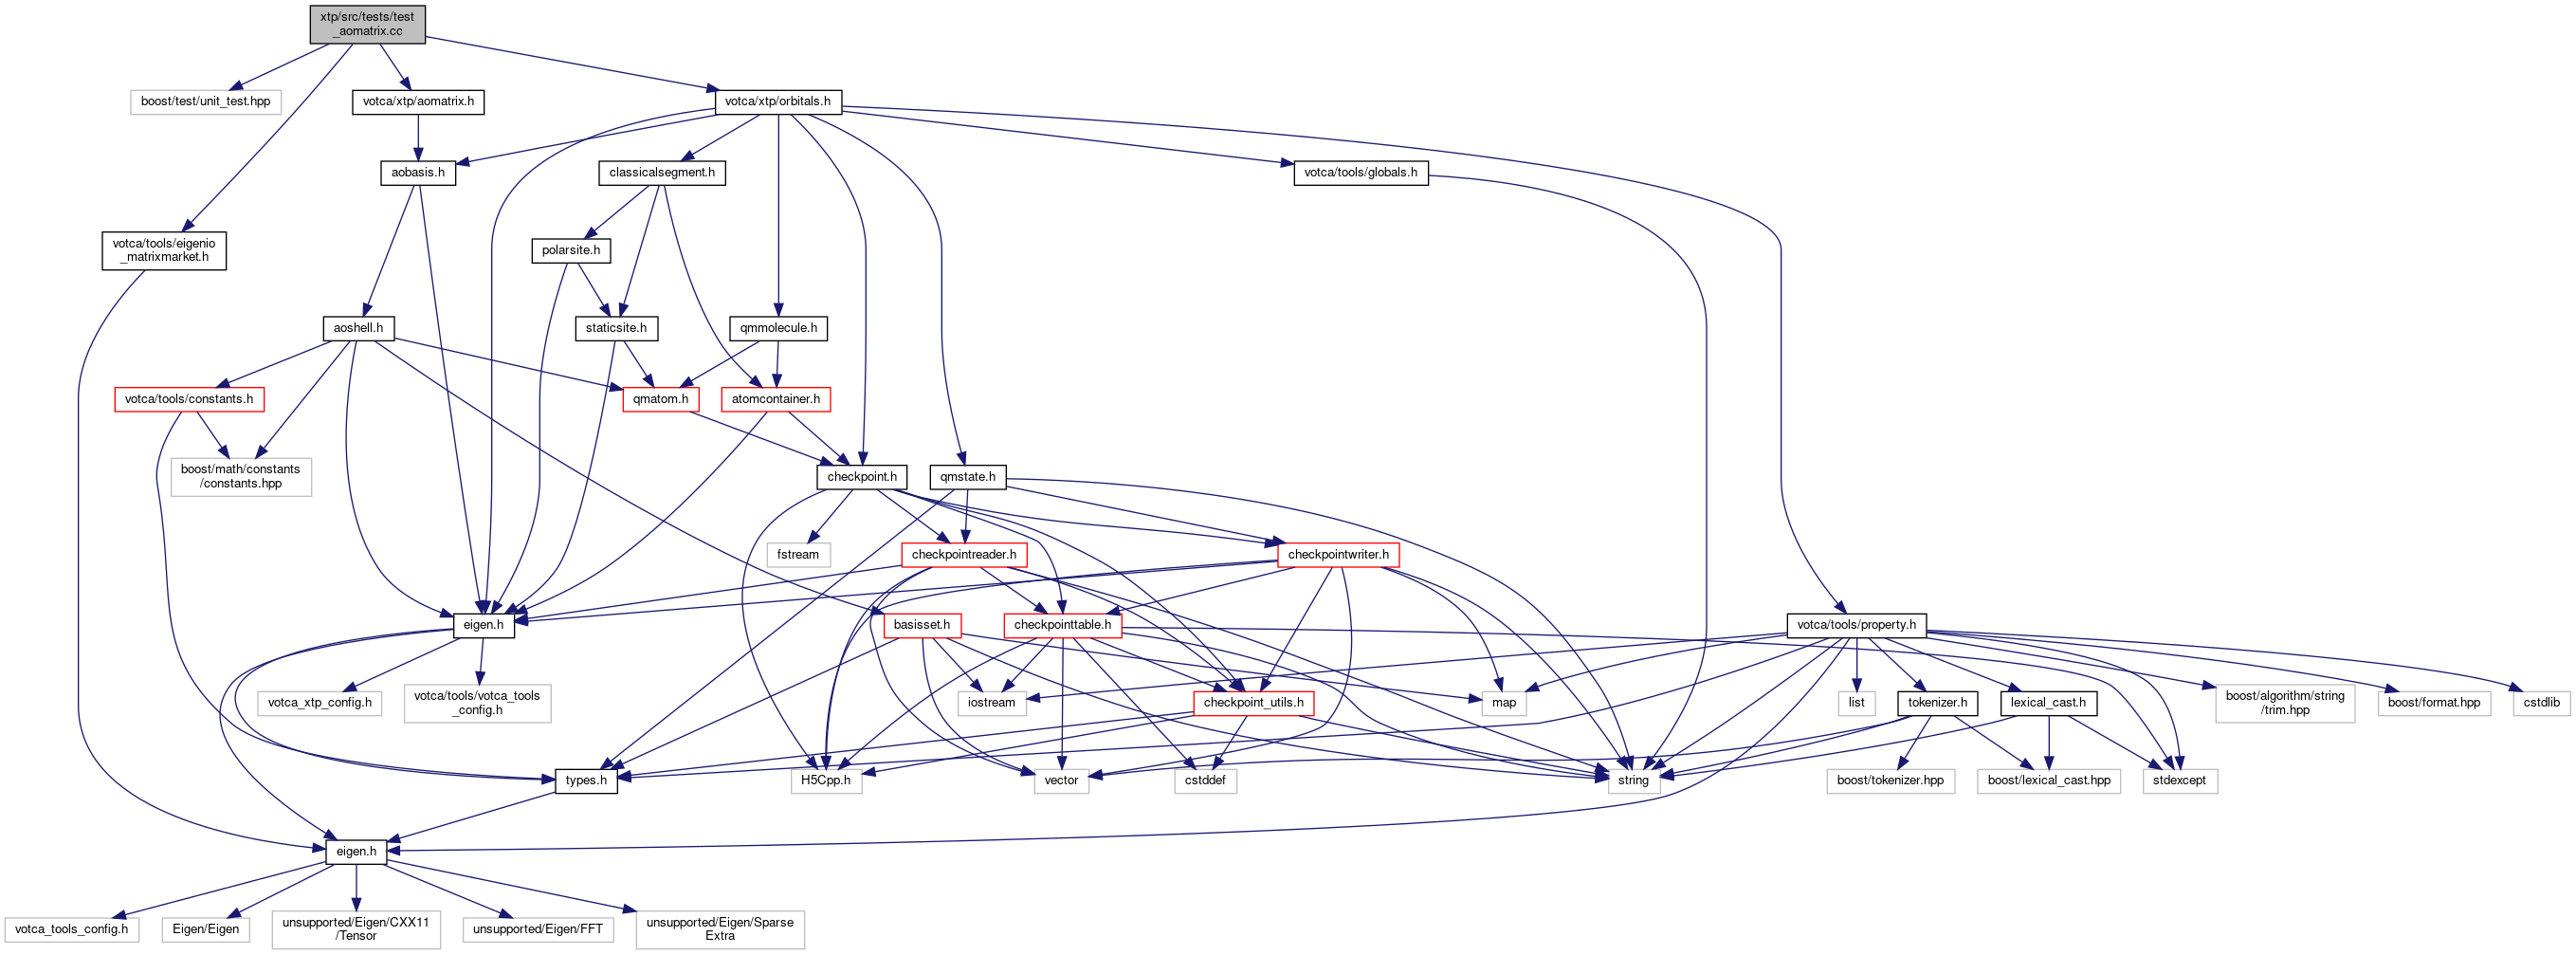 xtp/src/tests/test
_aomatrix.cc
boost/test/unit_test.hpp
votca/xtp/aomatrix.h
votca/xtp/orbitals.h
aobasis.h
classicalsegment.h
votca/tools/globals.h
votca/tools/eigenio
_matrixmarket.h
polarsite.h
aoshell.h
staticsite.h
qmmolecule.h
votca/tools/constants.h
qmatom.h
atomcontainer.h
boost/math/constants
/constants.hpp
checkpoint.h
qmstate.h
fstream
checkpointreader.h
checkpointwriter.h
eigen.h
basisset.h
checkpointtable.h
votca/tools/property.h
votca_xtp_config.h
votca/tools/votca_tools
_config.h
iostream
checkpoint_utils.h
map
list
tokenizer.h
lexical_cast.h
boost/algorithm/string
/trim.hpp
boost/format.hpp
cstdlib
types.h
H5Cpp.h
vector
cstddef
string
boost/tokenizer.hpp
boost/lexical_cast.hpp
stdexcept
eigen.h
votca_tools_config.h
Eigen/Eigen
unsupported/Eigen/CXX11
/Tensor
unsupported/Eigen/FFT
unsupported/Eigen/Sparse
Extra